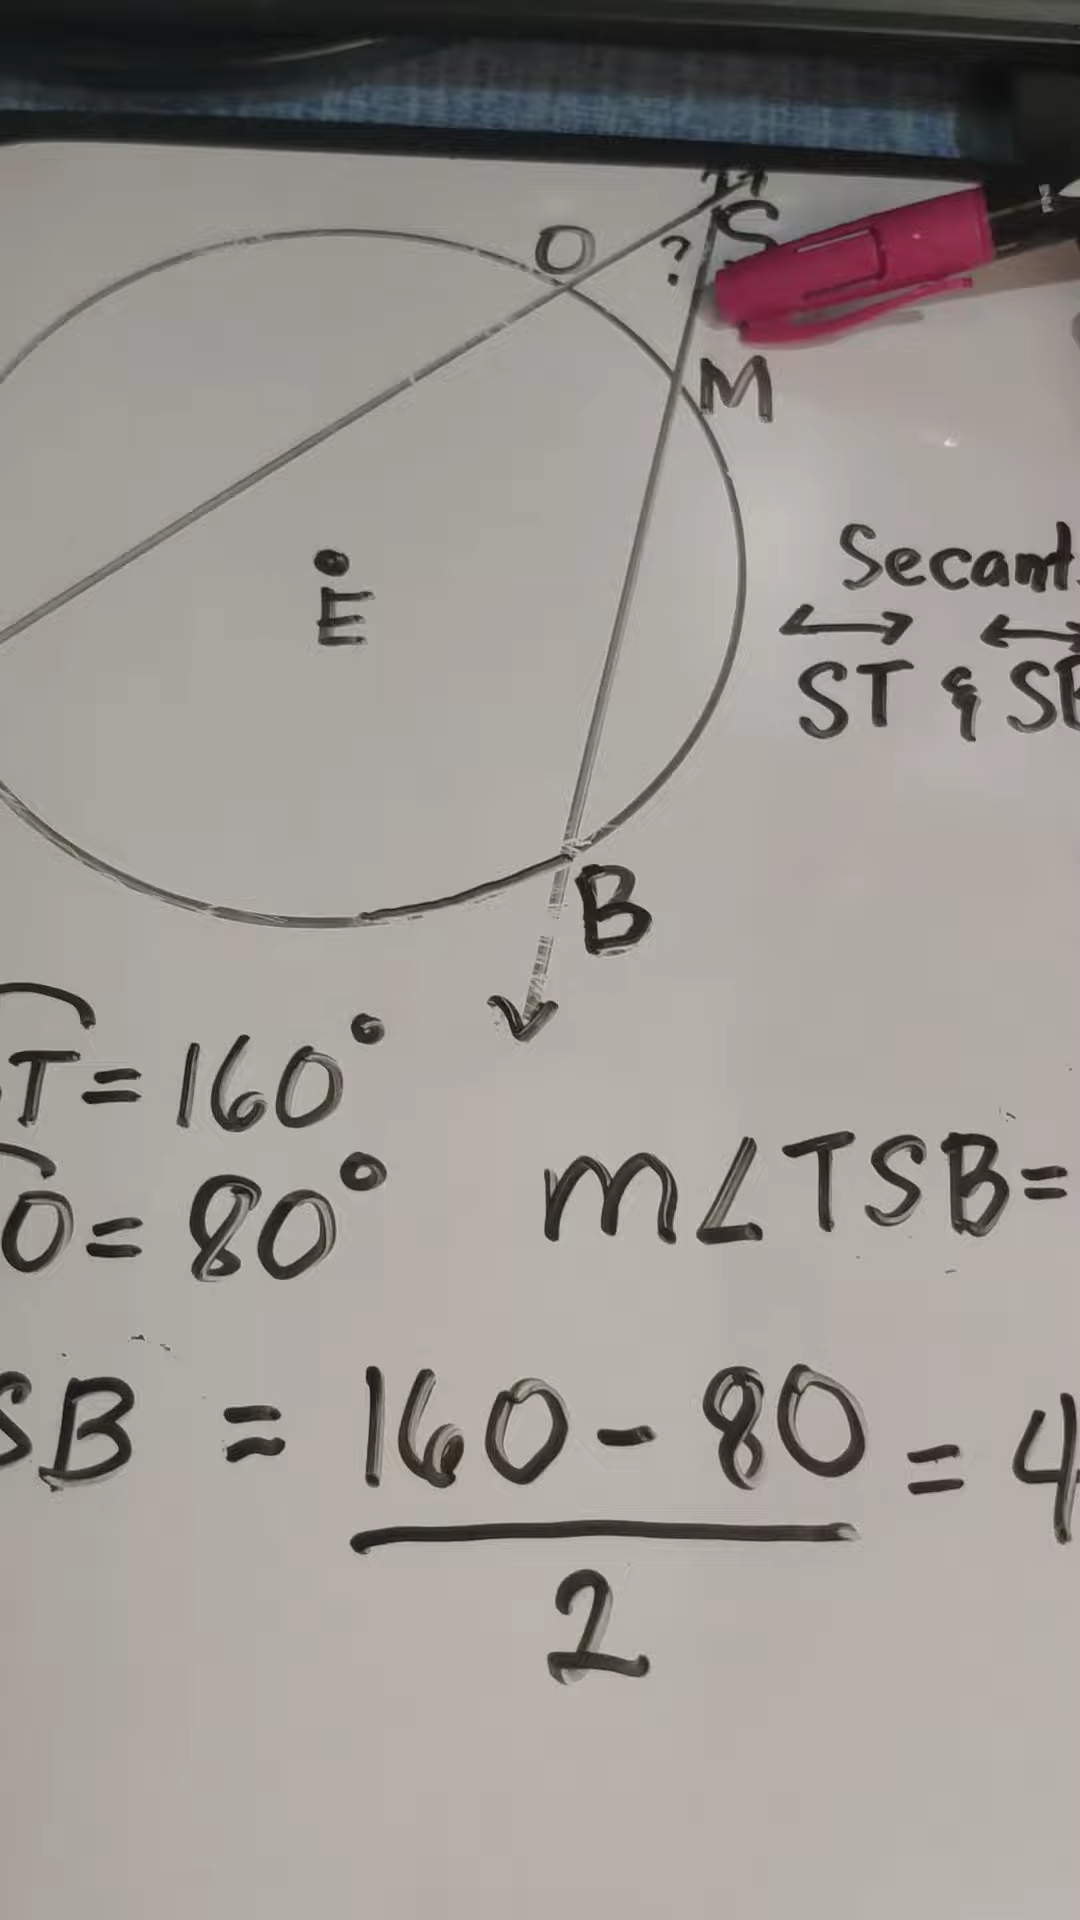 O
?
S
M
E
Secant
ST & SB
B
T = 160°
O = 80°
m∠TSB =
SB = 160 - 80 = 4
2